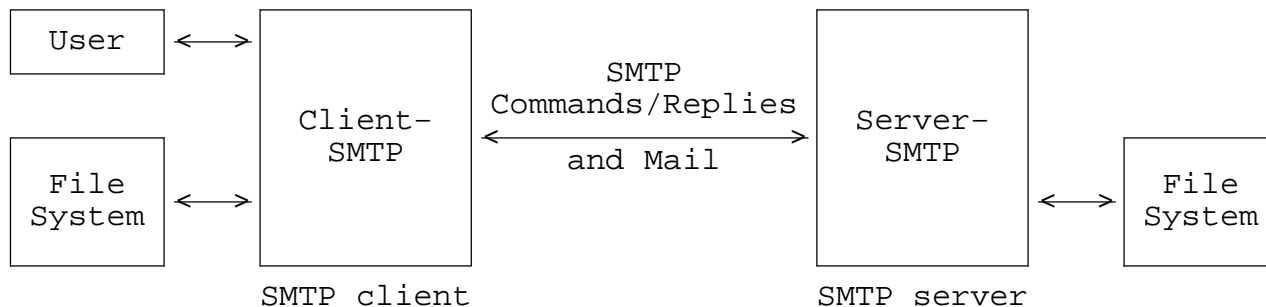 User
SMTP
Commands/Replies
and Mail
Client-
SMTP
Server-
SMTP
File
System
File
System
SMTP client
SMTP server